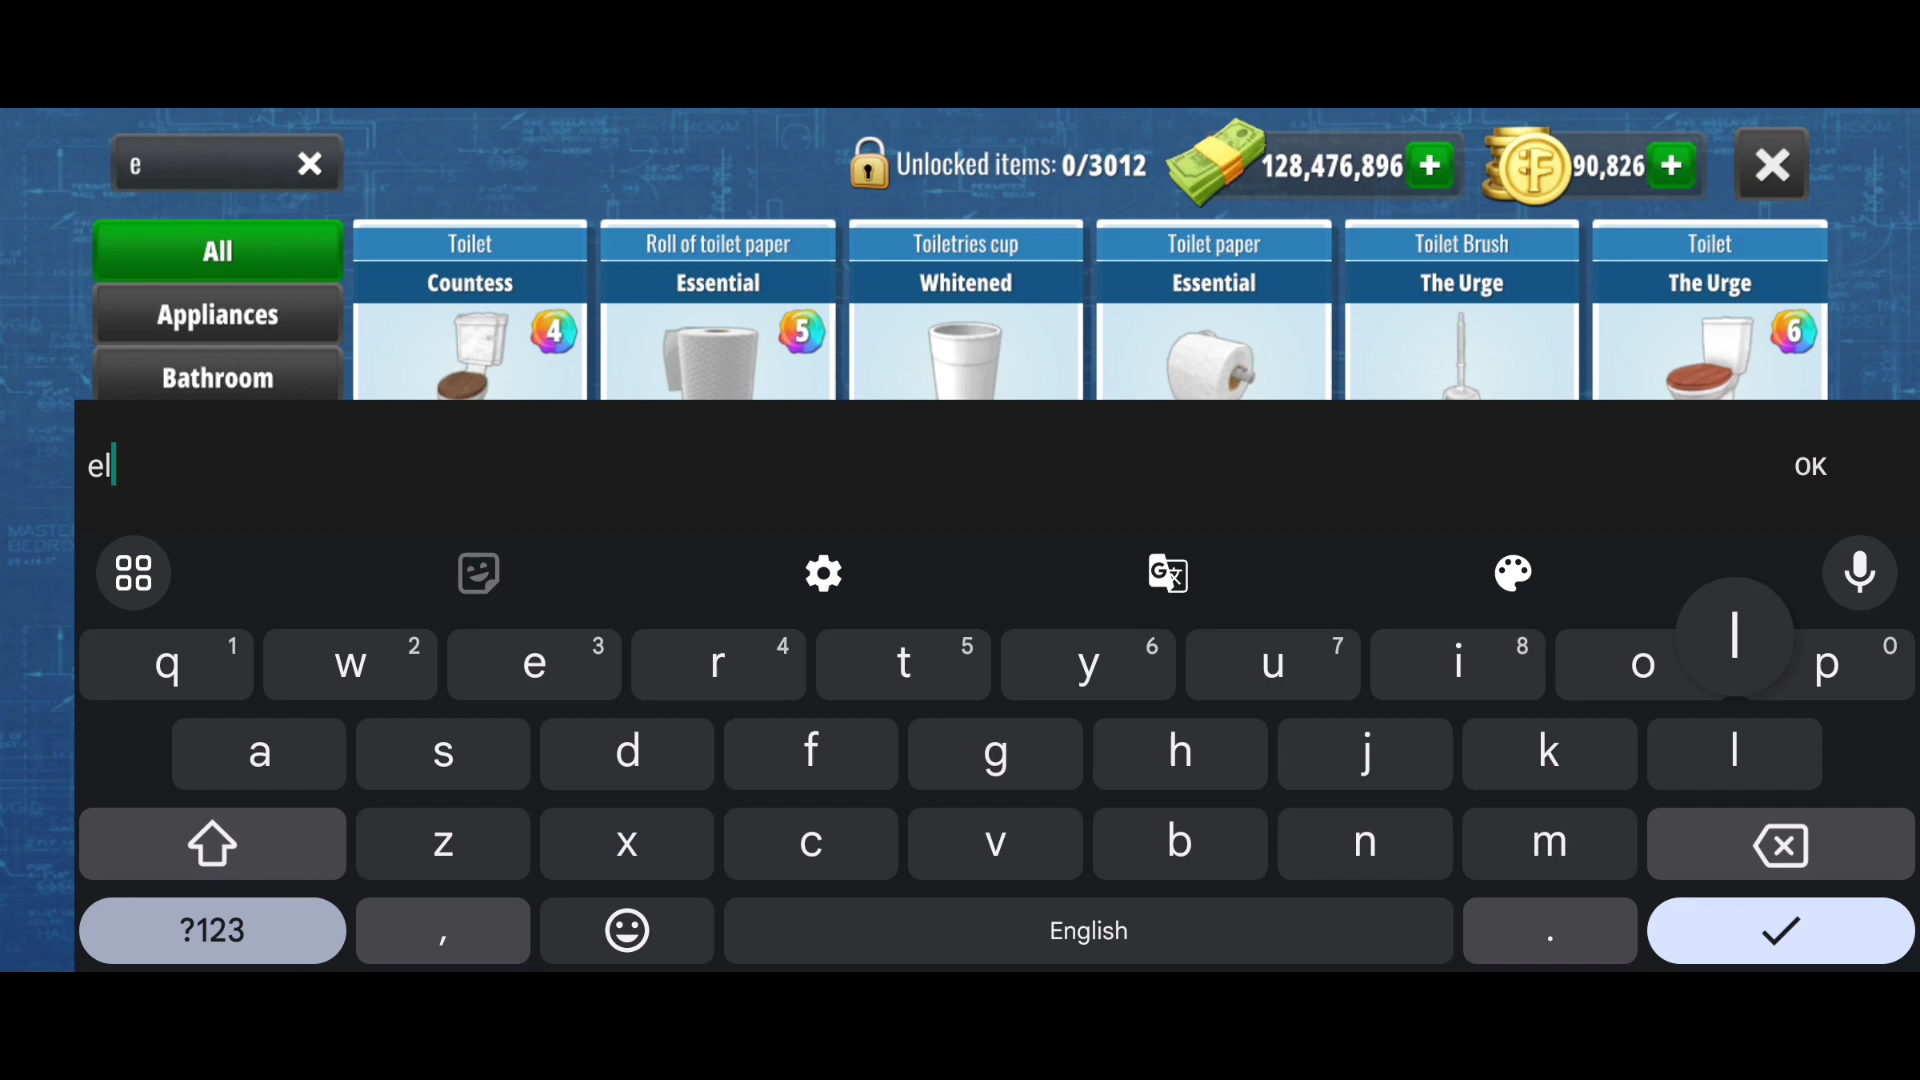 e
Unlocked items: 0/3012
128,476,896
90,826
All
Appliances
Bathroom
Toilet
Countess
4
Roll of toilet paper
Essential
5
Toiletries cup
Whitened
Toilet paper
Essential
Toilet Brush
The Urge
Toilet
The Urge
6
el
OK
q 1 w 2 e 3 r 4 t 5 y 6 u 7 i 8 o l p 0
a s d f g h j k l
z x c v b n m
?123 , English .